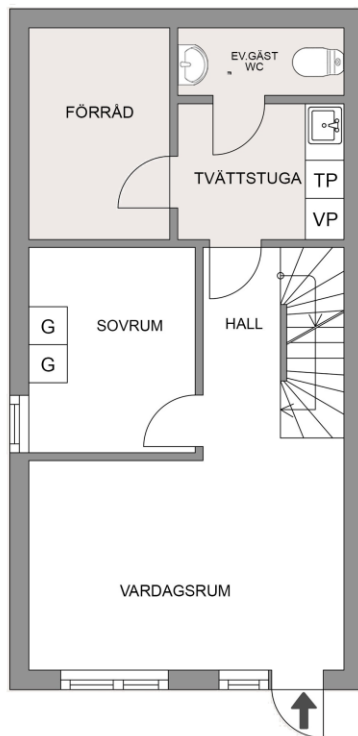 EV.GÄST
WC
FÖRRÅD
TVÄTTSTUGA
TP
VP
G
SOVRUM
HALL
G
VARDAGSRUM